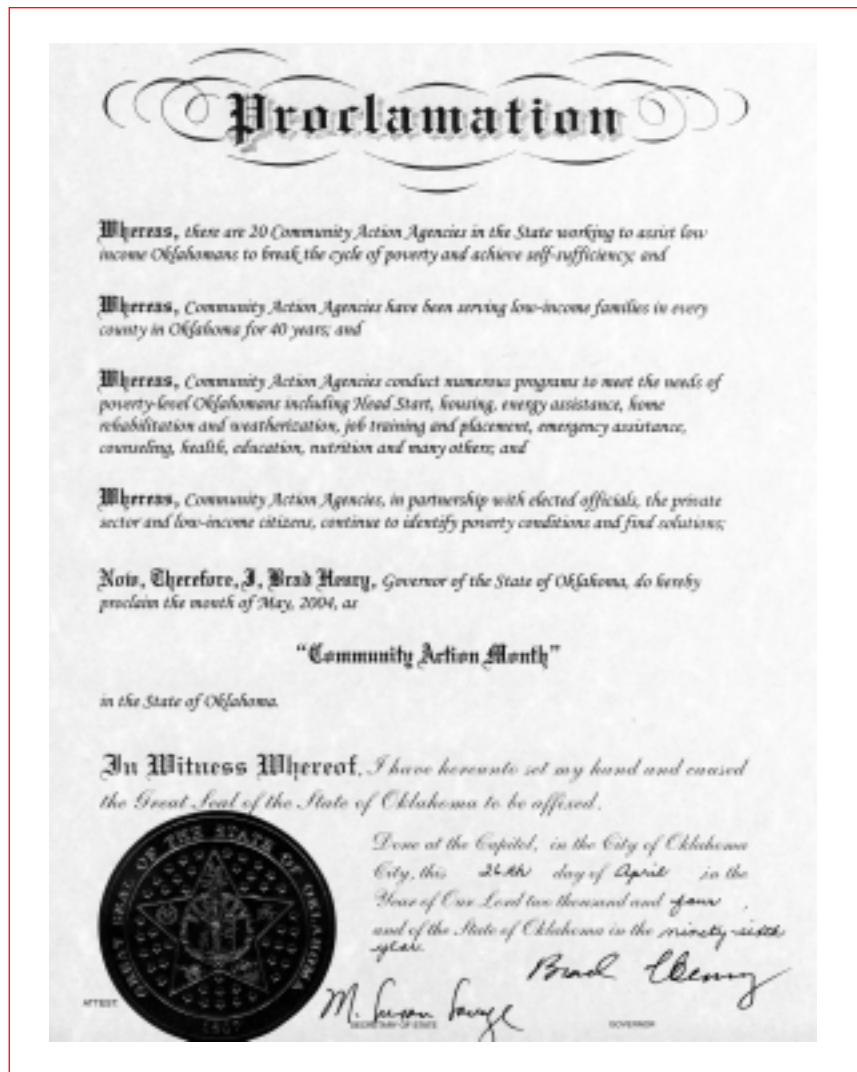 Proclamation
Whereas, there are 20 Community Action Agencies in the State working to assist low
income Oklahomans to break the cycle of poverty and achieve self-sufficiency; and
Whereas, Community Action Agencies have been serving low-income families in every
county in Oklahoma for 40 years; and
Whereas, Community Action Agencies conduct numerous programs to meet the needs of
poverty-level Oklahomans including Head Start, housing, energy assistance, home
rehabilitation and weatherization, job training and placement, emergency assistance,
counseling, health, education, nutrition and many others; and
Whereas, Community Action Agencies, in partnership with elected officials, the private
sector and low-income citizens, continue to identify poverty conditions and find solutions;
Now, Therefore, I, Brad Henry, Governor of the State of Oklahoma, do hereby
proclaim the month of May, 2004, as
“Community Action Month”
in the State of Oklahoma.
In Witness Whereof, I have hereunto set my hand and caused
the Great Seal of the State of Oklahoma to be affixed.
GREAT SEAL OF THE STATE OF OKLAHOMA
1907
Done at the Capitol, in the City of Oklahoma
City, this 26th day of April in the
Year of Our Lord two thousand and four,
and of the State of Oklahoma in the ninety-sixth
year.
Brad Henry
ATTEST:
M. Susan Savage
SECRETARY OF STATE
GOVERNOR